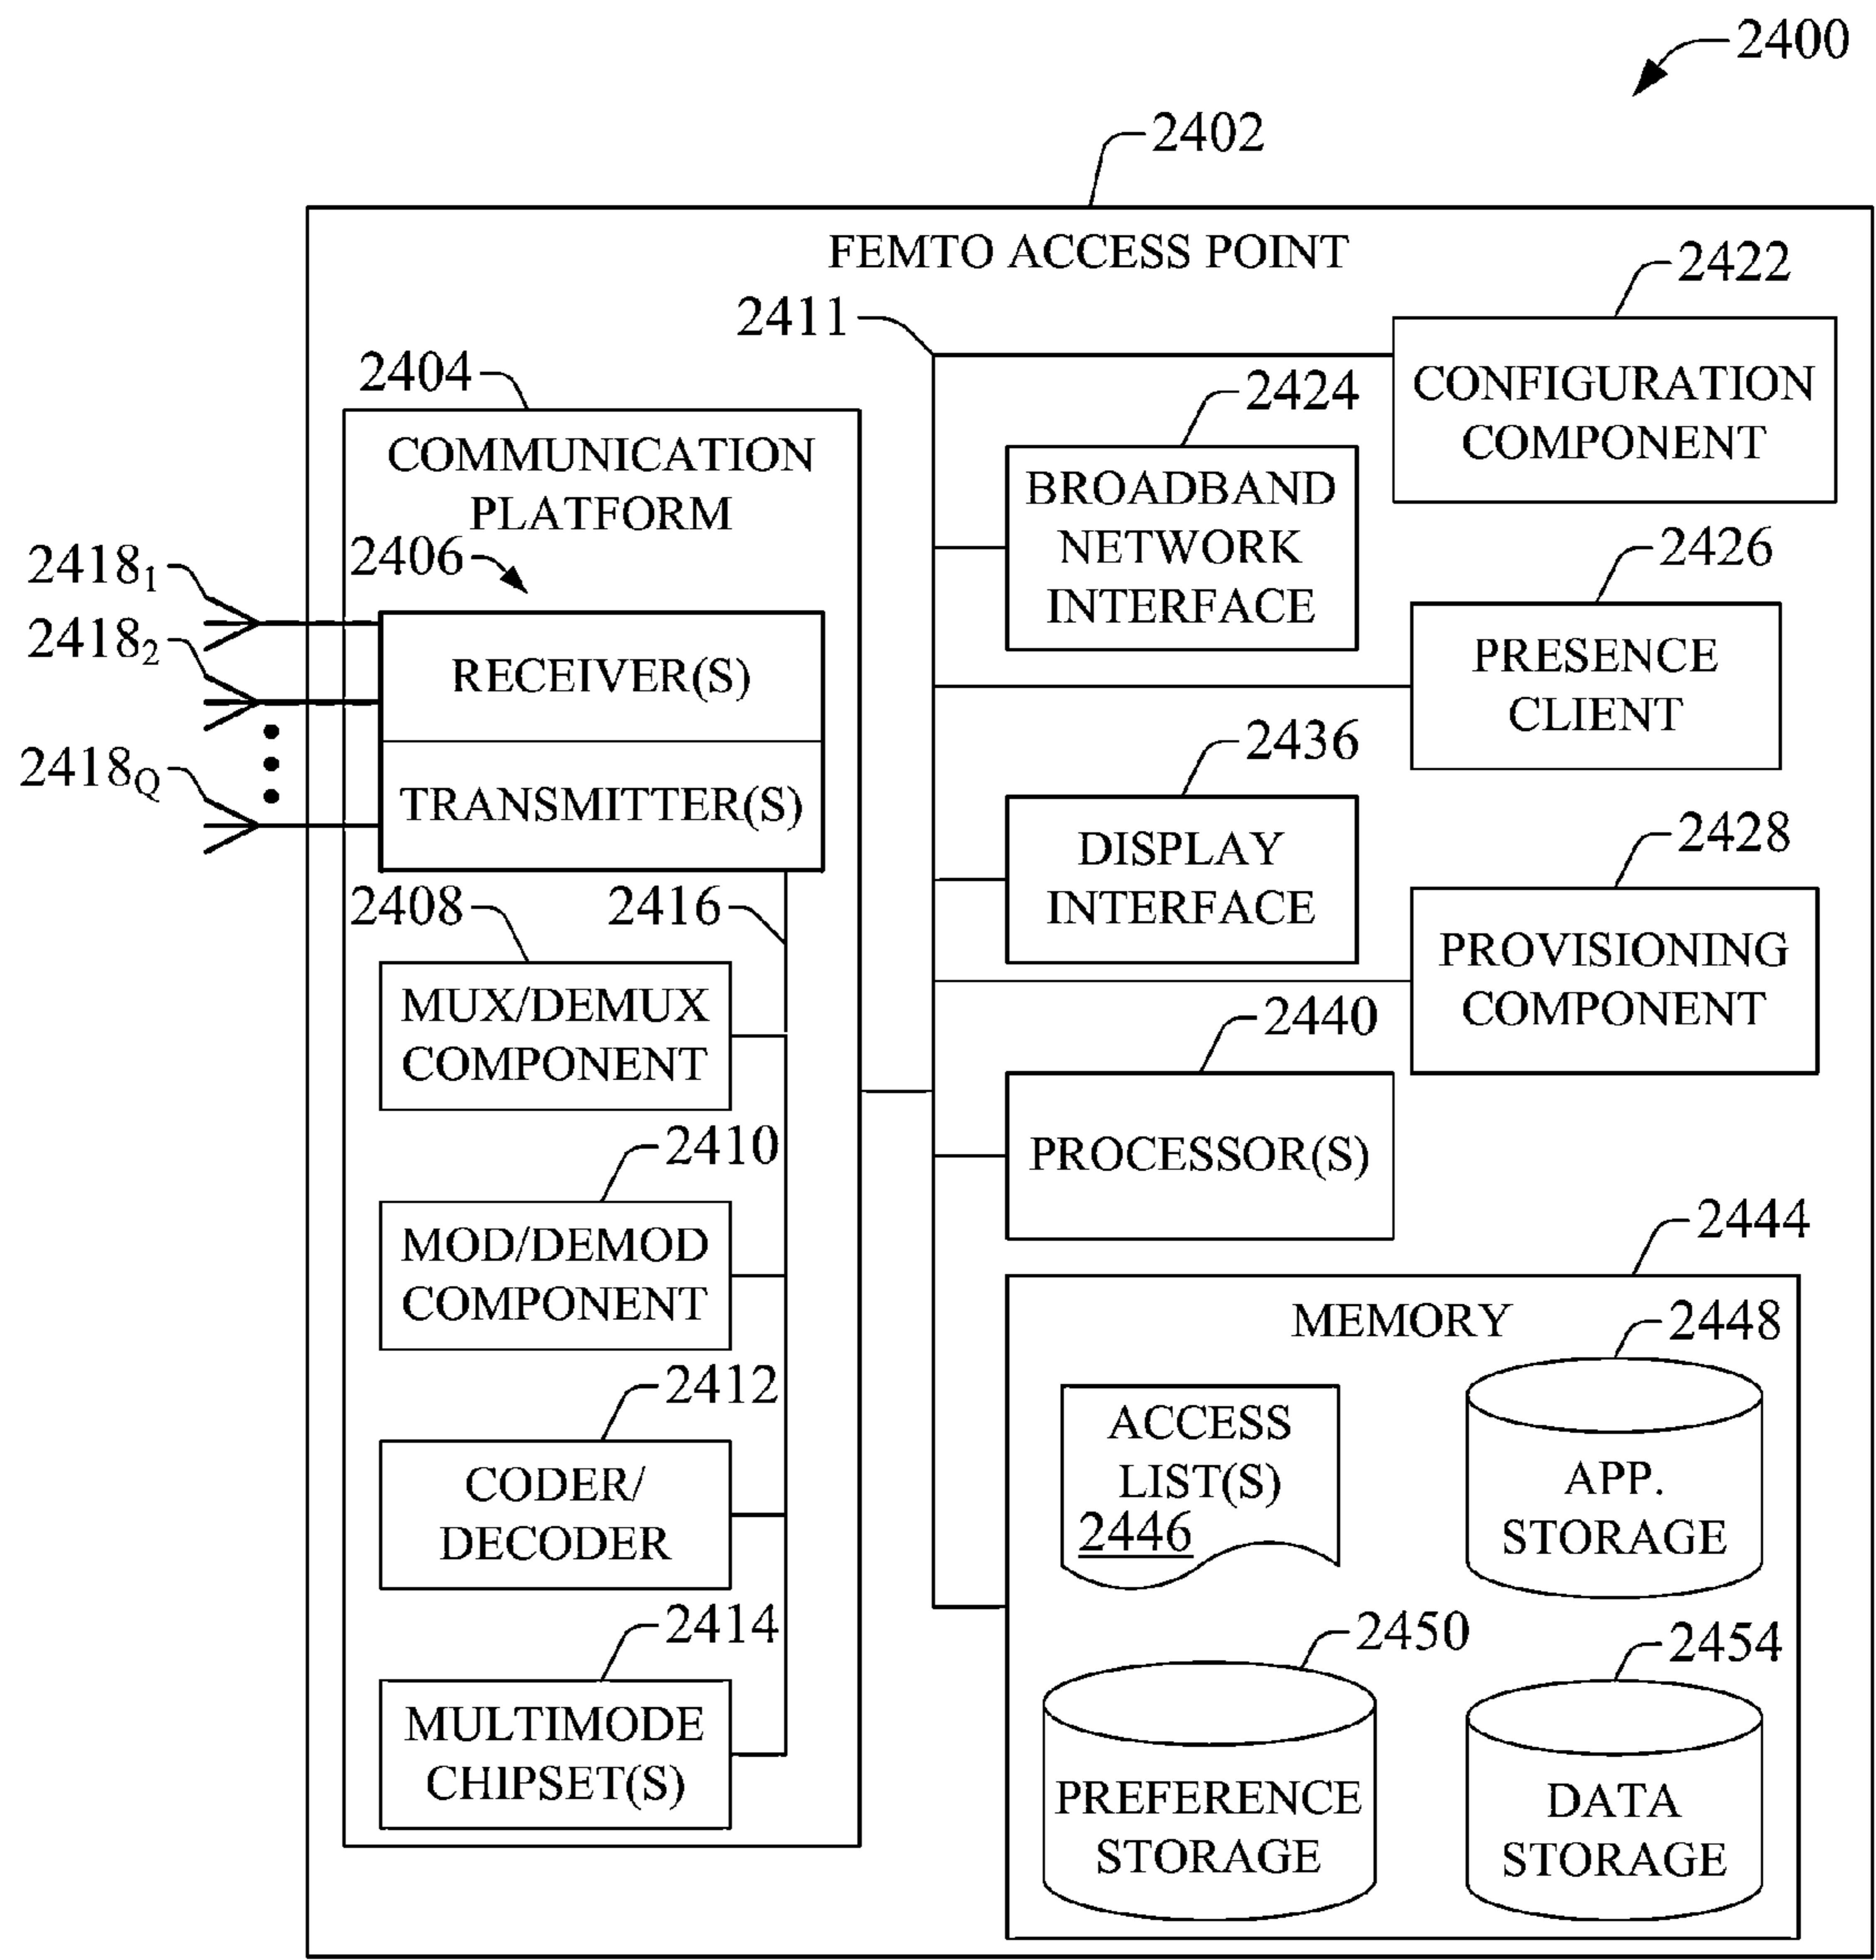 2400
2402
FEMTO ACCESS POINT
2422
2411
CONFIGURATION
COMPONENT
2404
COMMUNICATION
PLATFORM
2424
BROADBAND
NETWORK
INTERFACE
2406
2418₁
2418₂
2418Q
RECEIVER(S)
TRANSMITTER(S)
2426
PRESENCE
CLIENT
2436
DISPLAY
INTERFACE
2428
PROVISIONING
COMPONENT
2408
2416
MUX/DEMUX
COMPONENT
2440
PROCESSOR(S)
2410
MOD/DEMOD
COMPONENT
2444
MEMORY
2448
2412
CODER/
DECODER
ACCESS
LIST(S)
2446
APP.
STORAGE
2414
MULTIMODE
CHIPSET(S)
2450
PREFERENCE
STORAGE
2454
DATA
STORAGE